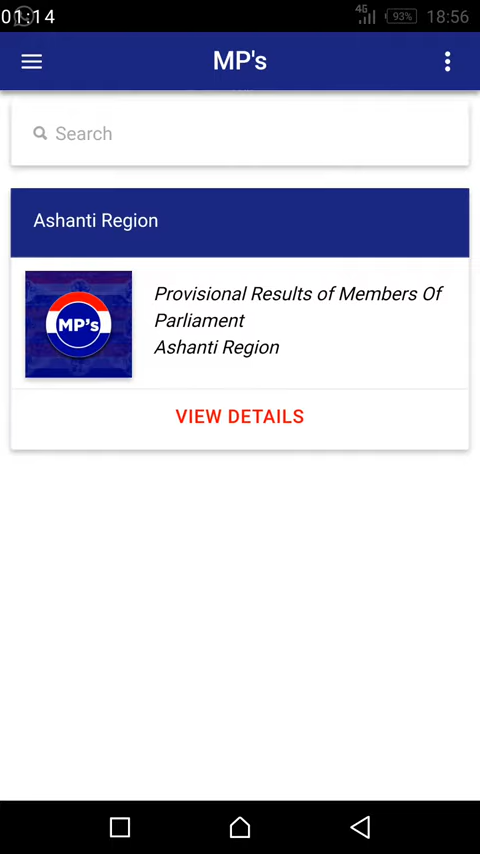 01:14
4G 93% 18:56
MP's
Search
Ashanti Region
MP's
Provisional Results of Members Of
Parliament
Ashanti Region
VIEW DETAILS